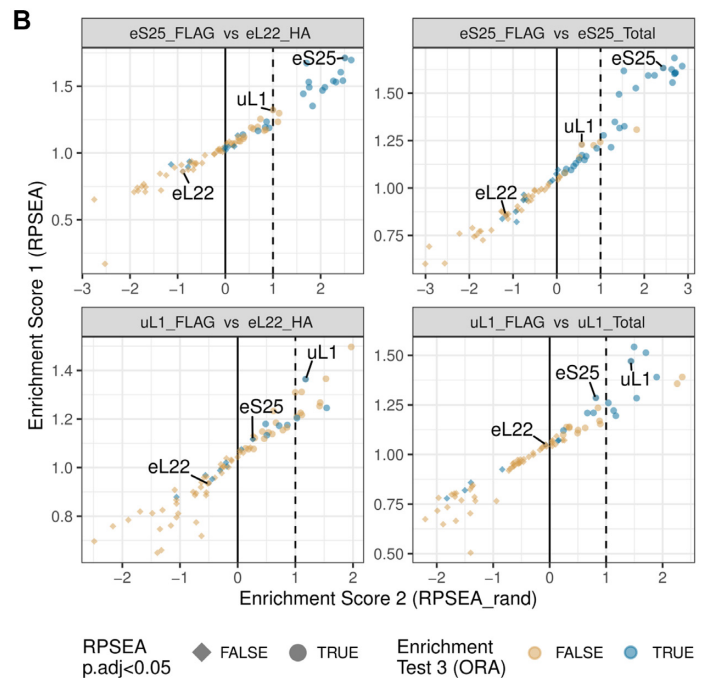 B
eS25_FLAG vs eL22_HA
eS25_FLAG vs eS25_Total
Enrichment Score 1 (RPSEA)
1.5
1.0
0.5
eS25
uL1
eL22
−3 −2 −1 0 1 2
1.50
1.25
1.00
0.75
eS25
uL1
eL22
−3 −2 −1 0 1 2 3
uL1_FLAG vs eL22_HA
uL1_FLAG vs uL1_Total
1.4
1.2
1.0
0.8
uL1
eS25
eL22
−2 −1 0 1 2
1.50
1.25
1.00
0.75
0.50
eS25
uL1
eL22
−2 −1 0 1 2
Enrichment Score 2 (RPSEA_rand)
RPSEA
p.adj<0.05
FALSE TRUE
Enrichment
Test 3 (ORA)
FALSE TRUE